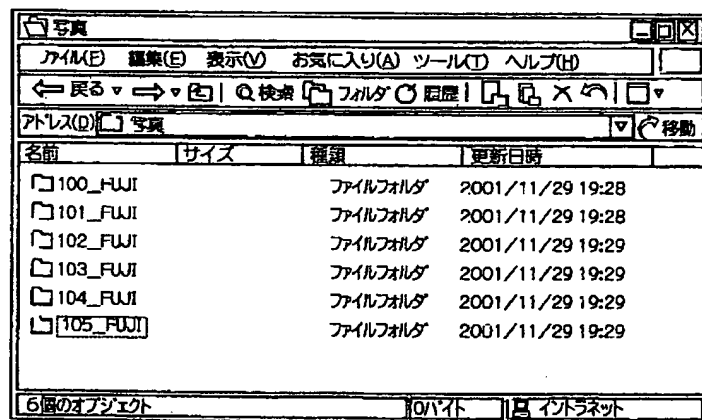 写真
ファイル(F) 編集(E) 表示(V) お気に入り(A) ツール(T) ヘルプ(H)
戻る 検索 フォルダ 履歴
アドレス(D) 写真 移動
名前 サイズ 種類 更新日時
100_FUJI ファイルフォルダ 2001/11/29 19:28
101_FUJI ファイルフォルダ 2001/11/29 19:28
102_FUJI ファイルフォルダ 2001/11/29 19:29
103_FUJI ファイルフォルダ 2001/11/29 19:29
104_FUJI ファイルフォルダ 2001/11/29 19:29
105_FUJI ファイルフォルダ 2001/11/29 19:29
6個のオブジェクト 0バイト イントラネット